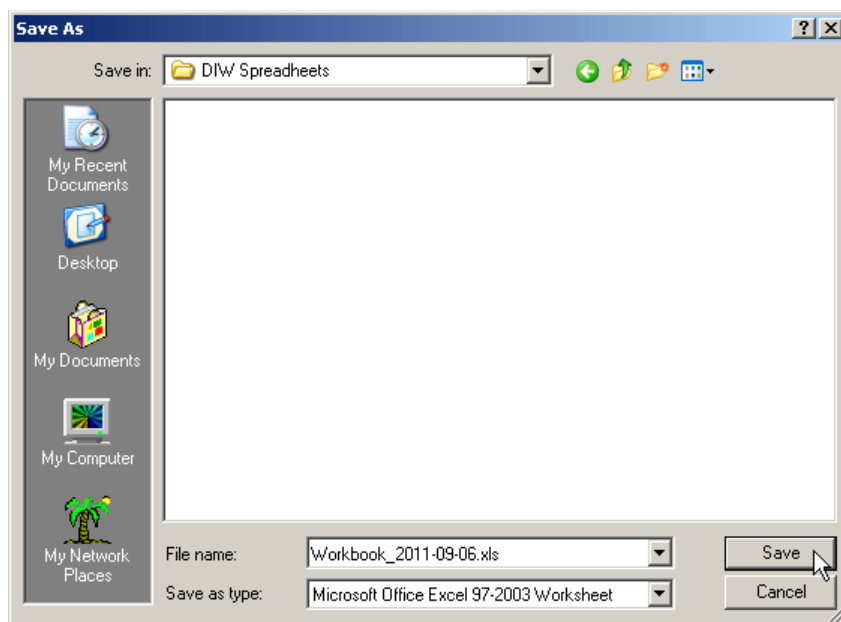 Save As
Save in:
DIW Spreadheets
My Recent
Documents
Desktop
My Documents
My Computer
My Network
Places
File name:
Workbook_2011-09-06.xls
Save
Save as type:
Microsoft Office Excel 97-2003 Worksheet
Cancel